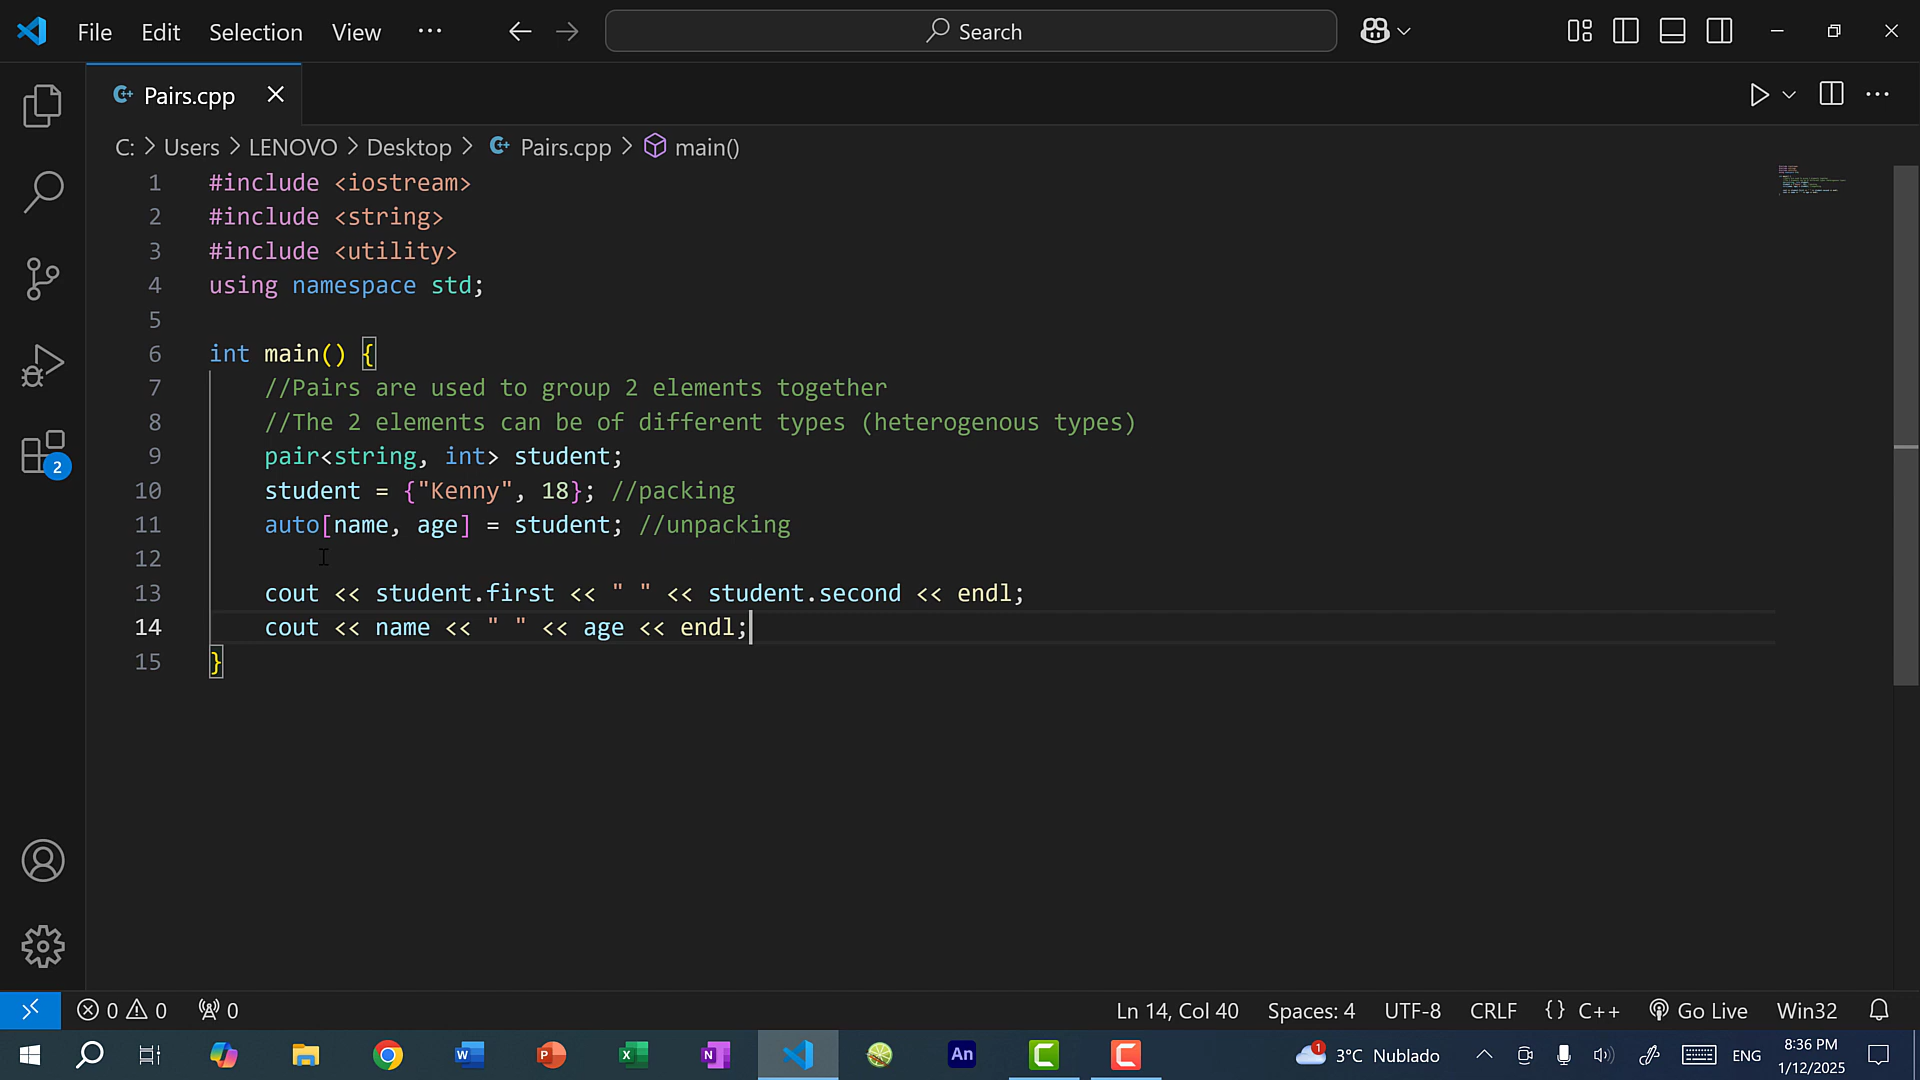 File Edit Selection View ··· Search
Pairs.cpp
C: > Users > LENOVO > Desktop > Pairs.cpp > main()
1 #include <iostream>
2 #include <string>
3 #include <utility>
4 using namespace std;
5
6 int main() {
7 //Pairs are used to group 2 elements together
8 //The 2 elements can be of different types (heterogenous types)
9 pair<string, int> student;
10 student = {"Kenny", 18}; //packing
11 auto[name, age] = student; //unpacking
12
13 cout << student.first << " " << student.second << endl;
14 cout << name << " " << age << endl;
15 }
2
0 0 0 Ln 14, Col 40 Spaces: 4 UTF-8 CRLF {} C++ Go Live Win32
W P X N An 1 3°C Nublado ENG 8:36 PM
1/12/2025